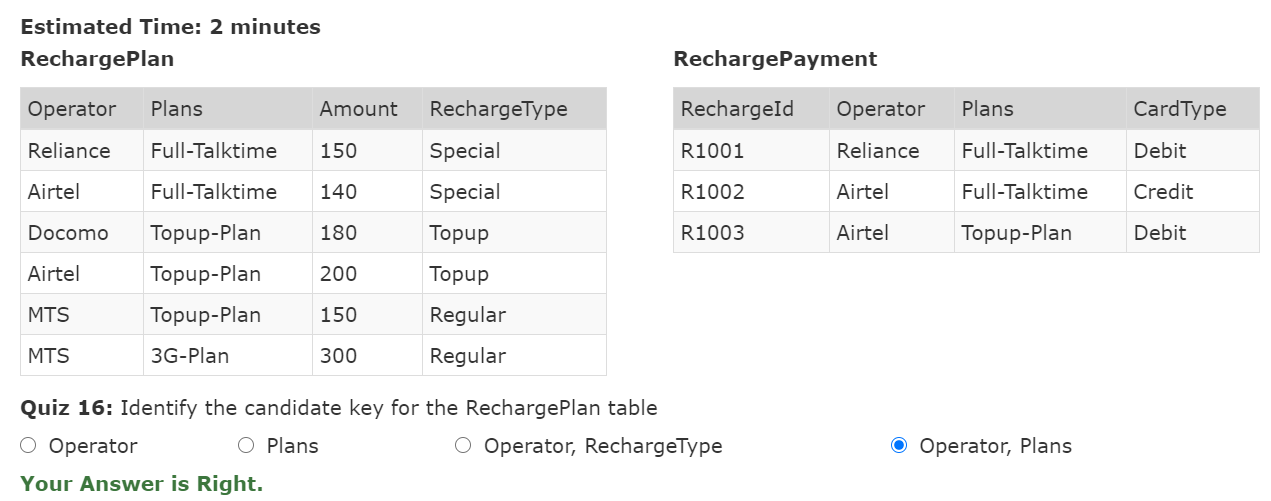 Estimated Time: 2 minutes
RechargePlan
Operator Plans Amount RechargeType
Reliance Full-Talktime 150 Special
Airtel Full-Talktime 140 Special
Docomo Topup-Plan 180 Topup
Airtel Topup-Plan 200 Topup
MTS Topup-Plan 150 Regular
MTS 3G-Plan 300 Regular
RechargePayment
RechargeId Operator Plans CardType
R1001 Reliance Full-Talktime Debit
R1002 Airtel Full-Talktime Credit
R1003 Airtel Topup-Plan Debit
Quiz 16: Identify the candidate key for the RechargePlan table
Operator Plans Operator, RechargeType Operator, Plans
Your Answer is Right.